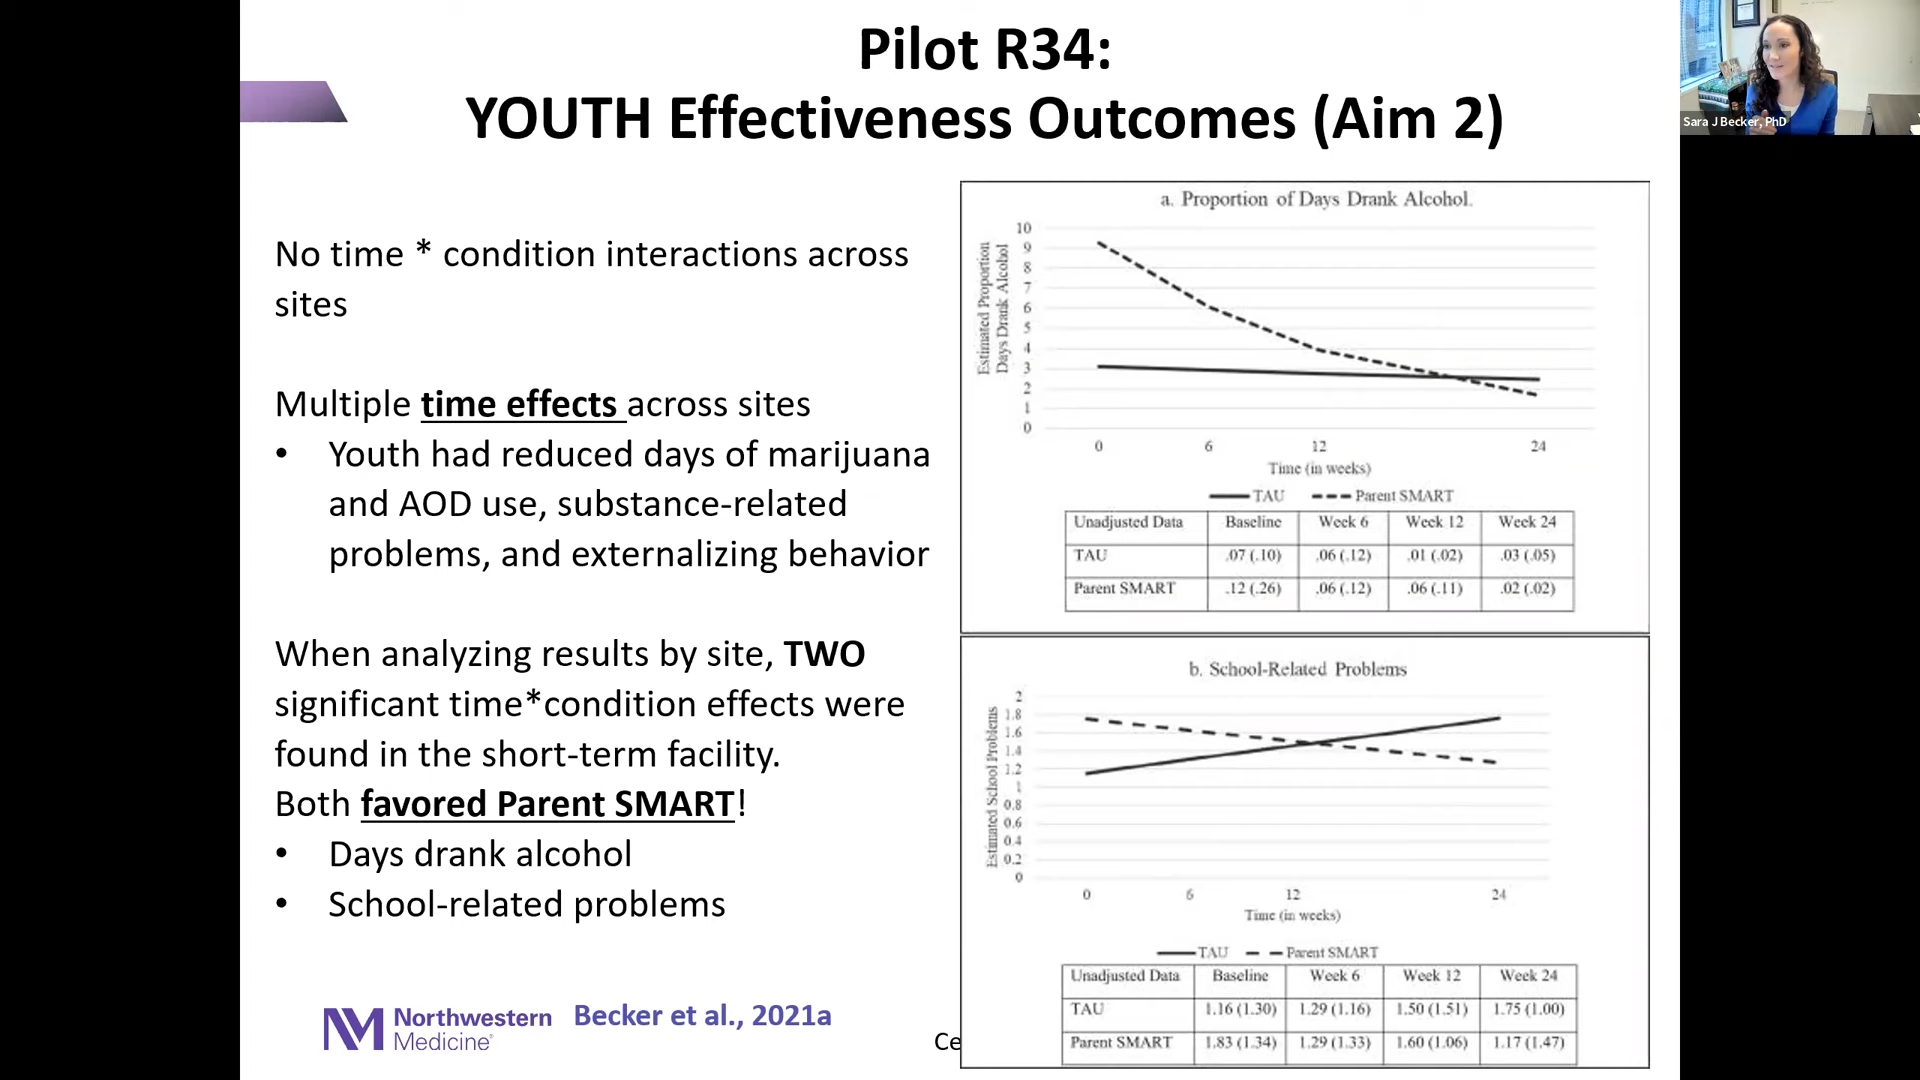 Pilot R34:
YOUTH Effectiveness Outcomes (Aim 2)
Sara J Becker, PhD
No time * condition interactions across
sites
Multiple time effects across sites
• Youth had reduced days of marijuana
and AOD use, substance-related
problems, and externalizing behavior
When analyzing results by site, TWO
significant time*condition effects were
found in the short-term facility.
Both favored Parent SMART!
• Days drank alcohol
• School-related problems
Northwestern
Medicine
Becker et al., 2021a
Ce
a. Proportion of Days Drank Alcohol.
Estimated Proportion
Days Drank Alcohol
10
9
8
7
6
5
4
3
2
1
0
0 6 12 24
Time (in weeks)
TAU Parent SMART
Unadjusted Data Baseline Week 6 Week 12 Week 24
TAU .07 (.10) .06 (.12) .01 (.02) .03 (.05)
Parent SMART .12 (.26) .06 (.12) .06 (.11) .02 (.02)
b. School-Related Problems
Estimated School Problems
2
1.8
1.6
1.4
1.2
1
0.8
0.6
0.4
0.2
0
0 6 12 24
Time (in weeks)
TAU Parent SMART
Unadjusted Data Baseline Week 6 Week 12 Week 24
TAU 1.16 (1.30) 1.29 (1.16) 1.50 (1.51) 1.75 (1.00)
Parent SMART 1.83 (1.34) 1.29 (1.33) 1.60 (1.06) 1.17 (1.47)